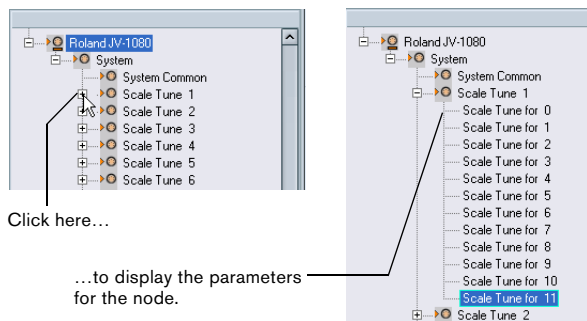 Roland JV-1080
System
System Common
Scale Tune 1
Scale Tune 2
Scale Tune 3
Scale Tune 4
Scale Tune 5
Scale Tune 6
Click here…
…to display the parameters
for the node.
Roland JV-1080
System
System Common
Scale Tune 1
Scale Tune for 0
Scale Tune for 1
Scale Tune for 2
Scale Tune for 3
Scale Tune for 4
Scale Tune for 5
Scale Tune for 6
Scale Tune for 7
Scale Tune for 8
Scale Tune for 9
Scale Tune for 10
Scale Tune for 11
Scale Tune 2